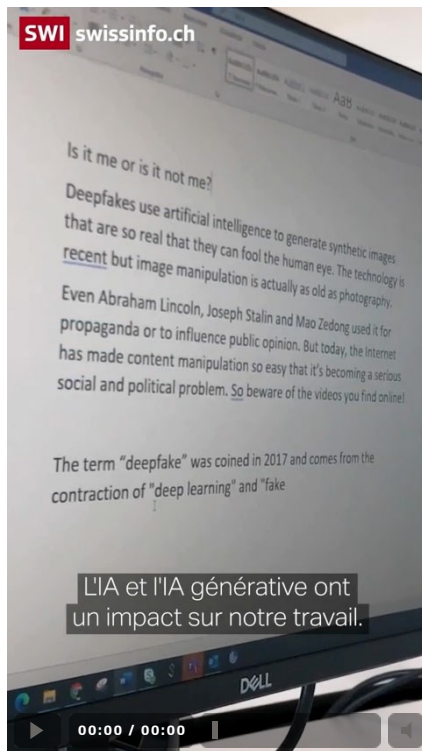 SWI swissinfo.ch
AaB
Is it me or is it not me?
Deepfakes use artificial intelligence to generate synthetic images
that are so real that they can fool the human eye. The technology is
recent but image manipulation is actually as old as photography.
Even Abraham Lincoln, Joseph Stalin and Mao Zedong used it for
propaganda or to influence public opinion. But today, the Internet
has made content manipulation so easy that it's becoming a serious
social and political problem. So beware of the videos you find online!
The term “deepfake” was coined in 2017 and comes from the
contraction of "deep learning" and "fake
L'IA et l'IA générative ont
un impact sur notre travail.
DELL
00:00 / 00:00